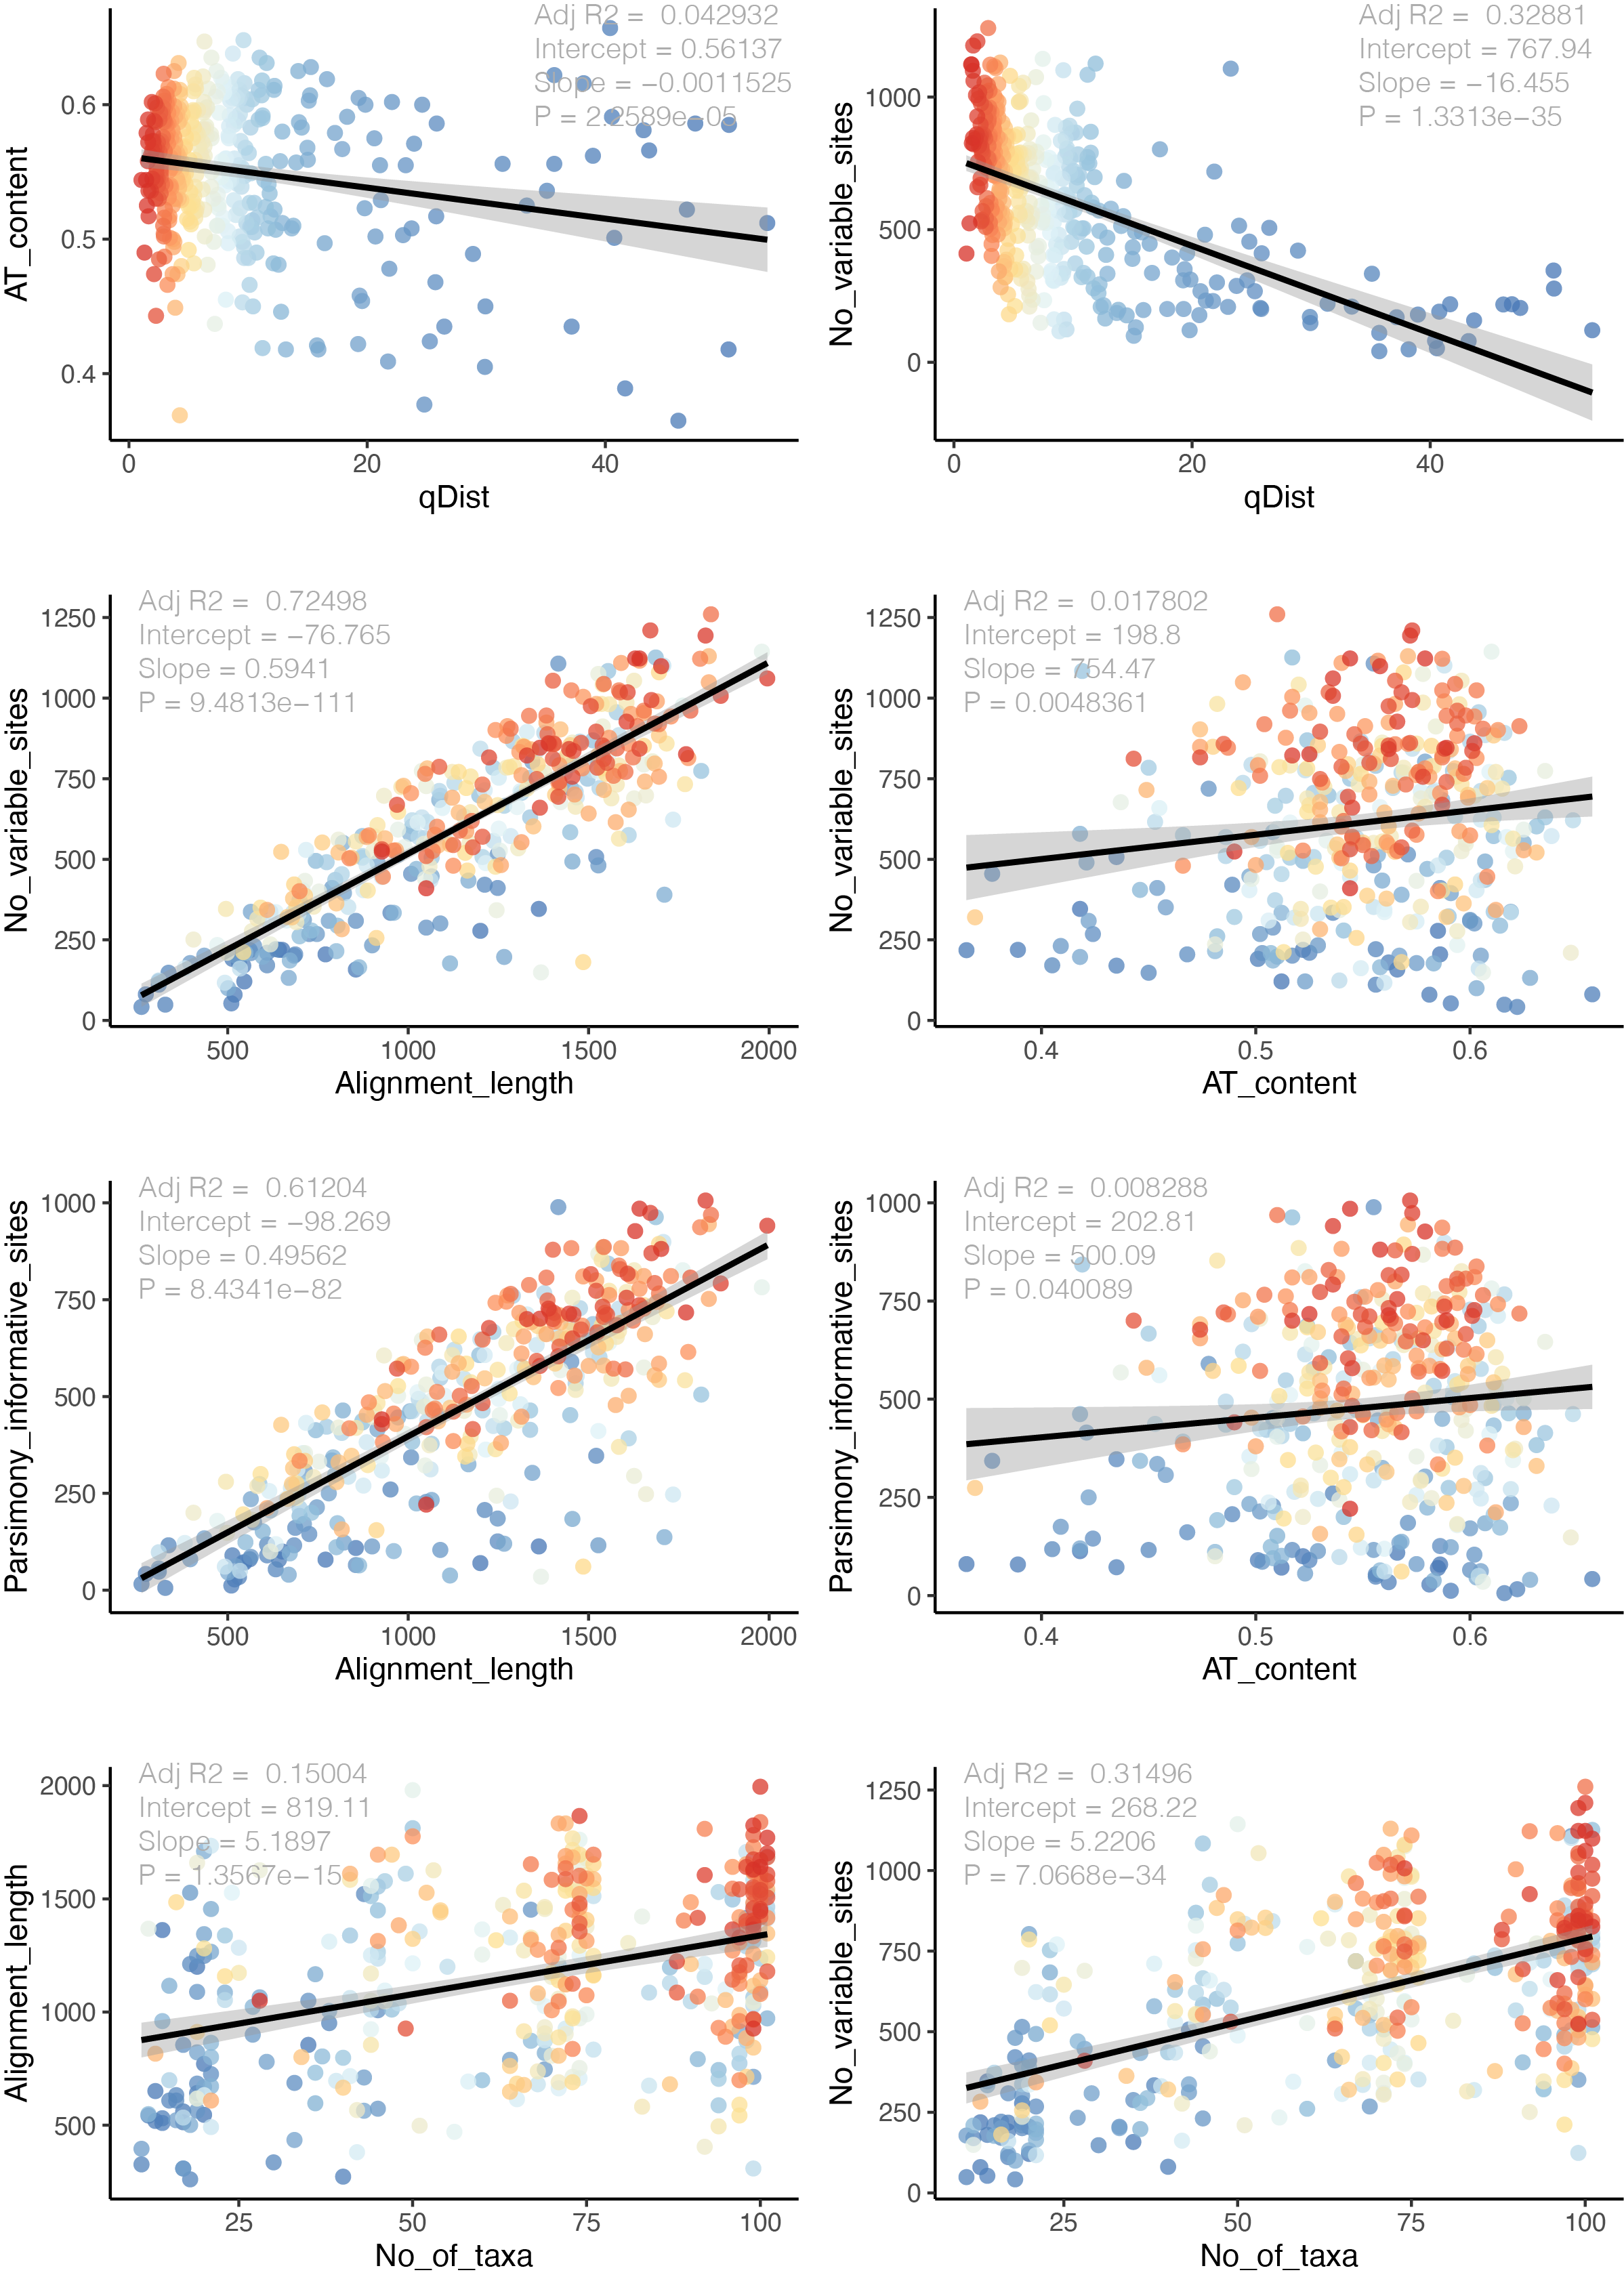 Adj R2 = 0.042932
Intercept = 0.56137
Slope = −0.0011525
P = 2.2589e−05
0.6
0.5
0.4
AT_content
0
20
40
qDist
Adj R2 = 0.32881
Intercept = 767.94
Slope = −16.455
P = 1.3313e−35
1000
500
0
No_variable_sites
0
20
40
qDist
Adj R2 = 0.72498
Intercept = −76.765
Slope = 0.5941
P = 9.4813e−111
1250
1000
750
500
250
0
No_variable_sites
500
1000
1500
2000
Alignment_length
Adj R2 = 0.017802
Intercept = 198.8
Slope = 754.47
P = 0.0048361
1250
1000
750
500
250
0
No_variable_sites
0.4
0.5
0.6
AT_content
Adj R2 = 0.61204
Intercept = −98.269
Slope = 0.49562
P = 8.4341e−82
1000
750
500
250
0
Parsimony_informative_sites
500
1000
1500
2000
Alignment_length
Adj R2 = 0.008288
Intercept = 202.81
Slope = 500.09
P = 0.040089
1000
750
500
250
0
Parsimony_informative_sites
0.4
0.5
0.6
AT_content
Adj R2 = 0.15004
Intercept = 819.11
Slope = 5.1897
P = 1.3567e−15
2000
1500
1000
500
Alignment_length
25
50
75
100
No_of_taxa
Adj R2 = 0.31496
Intercept = 268.22
Slope = 5.2206
P = 7.0668e−34
1250
1000
750
500
250
0
No_variable_sites
25
50
75
100
No_of_taxa